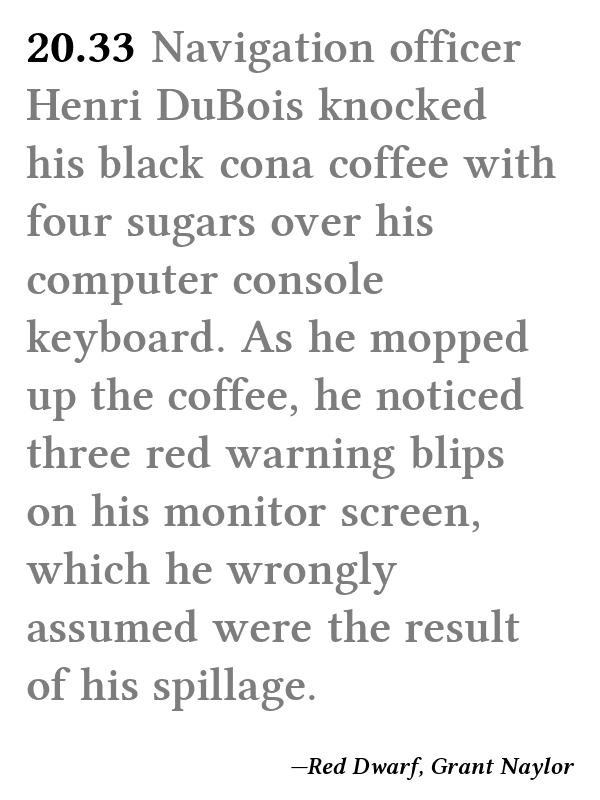 20.33 Navigation officer
Henri DuBois knocked
his black cona coffee with
four sugars over his
computer console
keyboard. As he mopped
up the coffee, he noticed
three red warning blips
on his monitor screen,
which he wrongly
assumed were the result
of his spillage.
—Red Dwarf, Grant Naylor